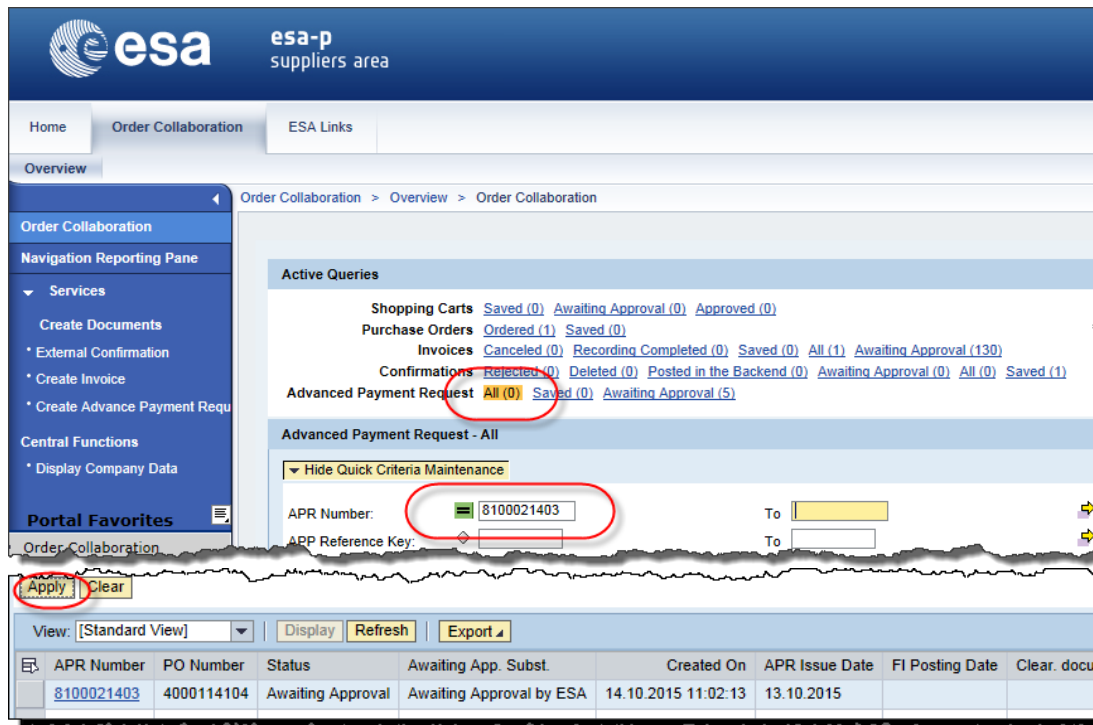 esa
esa-p
suppliers area
Home Order Collaboration ESA Links
Overview
Order Collaboration > Overview > Order Collaboration
Order Collaboration
Navigation Reporting Pane
Services
Create Documents
External Confirmation
Create Invoice
Create Advance Payment Requ
Central Functions
Display Company Data
Portal Favorites
Order Collaboration
Active Queries
Shopping Carts Saved (0) Awaiting Approval (0) Approved (0)
Purchase Orders Ordered (1) Saved (0)
Invoices Canceled (0) Recording Completed (0) Saved (0) All (1) Awaiting Approval (130)
Confirmations Rejected (0) Deleted (0) Posted in the Backend (0) Awaiting Approval (0) All (0) Saved (1)
Advanced Payment Request All (0) Saved (0) Awaiting Approval (5)
Advanced Payment Request - All
Hide Quick Criteria Maintenance
APR Number: 8100021403 To
APP Reference Key: To
Apply Clear
View: [Standard View] Display Refresh Export
APR Number PO Number Status Awaiting App. Subst. Created On APR Issue Date FI Posting Date Clear. docu
8100021403 4000114104 Awaiting Approval Awaiting Approval by ESA 14.10.2015 11:02:13 13.10.2015